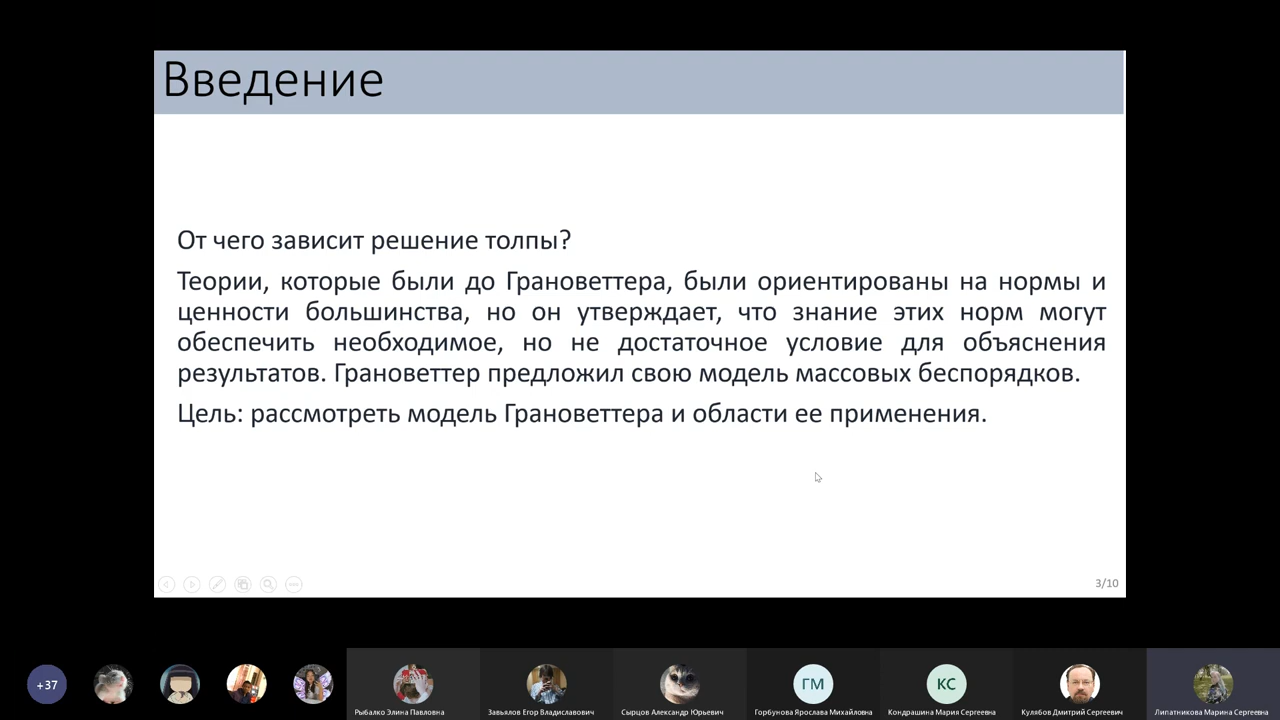 Введение
От чего зависит решение толпы?
Теории, которые были до Грановеттера, были ориентированы на нормы и
ценности большинства, но он утверждает, что знание этих норм могут
обеспечить необходимое, но не достаточное условие для объяснения
результатов. Грановеттер предложил свою модель массовых беспорядков.
Цель: рассмотреть модель Грановеттера и области ее применения.
3/10
+37
ГМ
КС
Рыбалко Элина Павловна
Завьялов Егор Владиславович
Сырцов Александр Юрьевич
Горбунова Ярослава Михайловна
Кондрашина Мария Сергеевна
Кулябов Дмитрий Сергеевич
Липатникова Марина Сергеевна